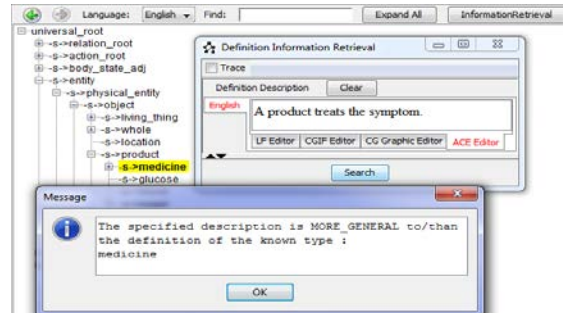 Language: English Find: Expand All InformationRetrieval
universal_root
-s->relation_root
-s->action_root
-s->body_state_adj
-s->entity
-s->physical_entity
-s->object
-s->living_thing
-s->whole
-s->location
-s->product
-s->medicine
-s->glucose
Definition Information Retrieval
Trace
Definition Description Clear
English
A product treats the symptom.
LF Editor CGIF Editor CG Graphic Editor ACE Editor
Search
Message
The specified description is MORE_GENERAL to/than
the definition of the known type :
medicine
OK